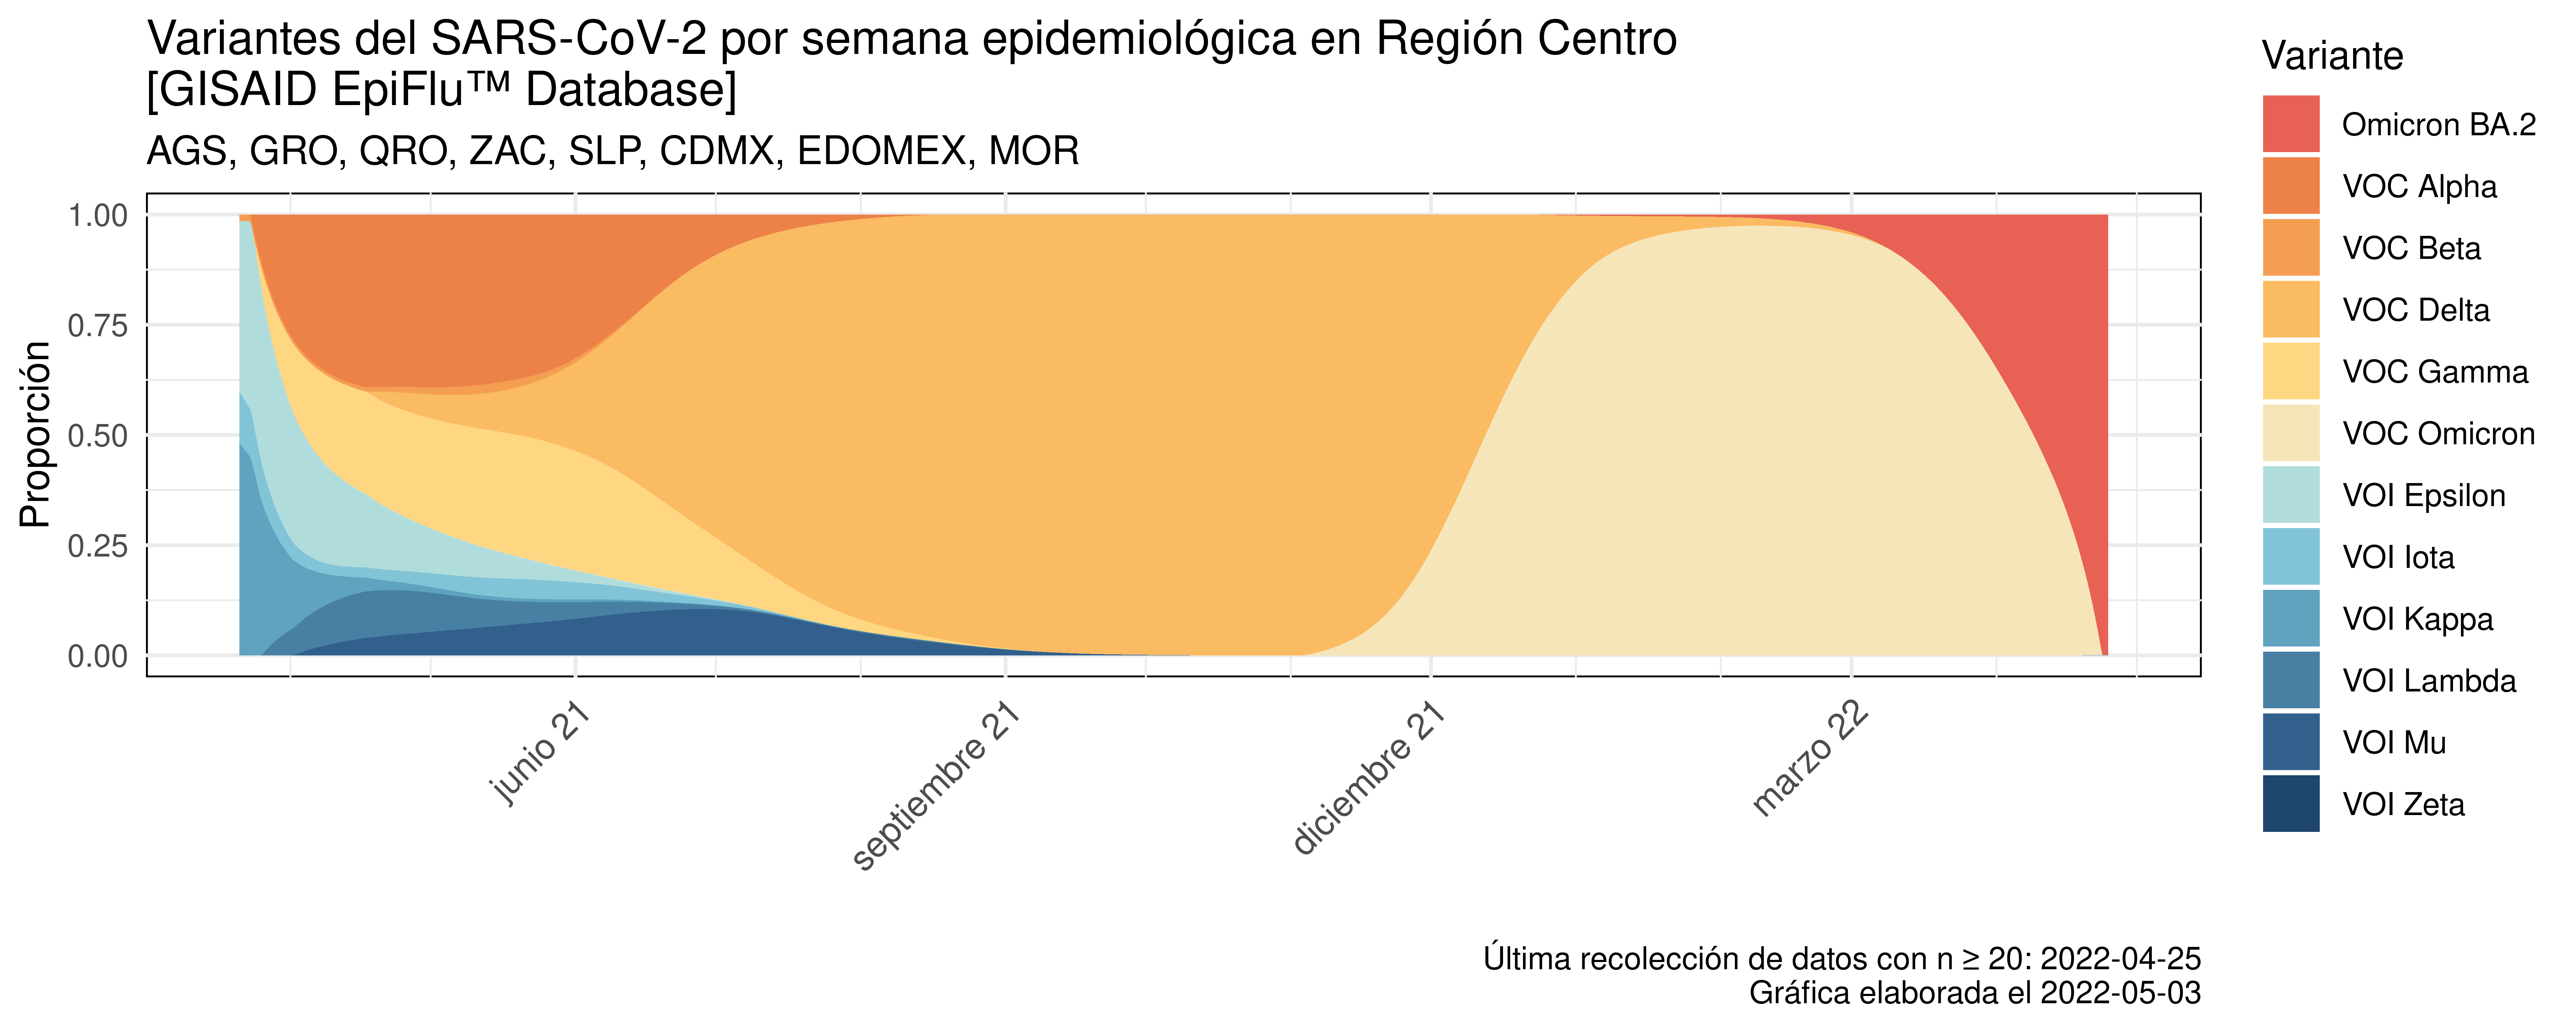 Variantes del SARS-CoV-2 por semana epidemiológica en Región Centro
[GISAID EpiFlu™ Database]
AGS, GRO, QRO, ZAC, SLP, CDMX, EDOMEX, MOR
Proporción
1.00
0.75
0.50
0.25
0.00
junio 21
septiembre 21
diciembre 21
marzo 22
Variante
Omicron BA.2
VOC Alpha
VOC Beta
VOC Delta
VOC Gamma
VOC Omicron
VOI Epsilon
VOI Iota
VOI Kappa
VOI Lambda
VOI Mu
VOI Zeta
Última recolección de datos con n ≥ 20: 2022-04-25
Gráfica elaborada el 2022-05-03